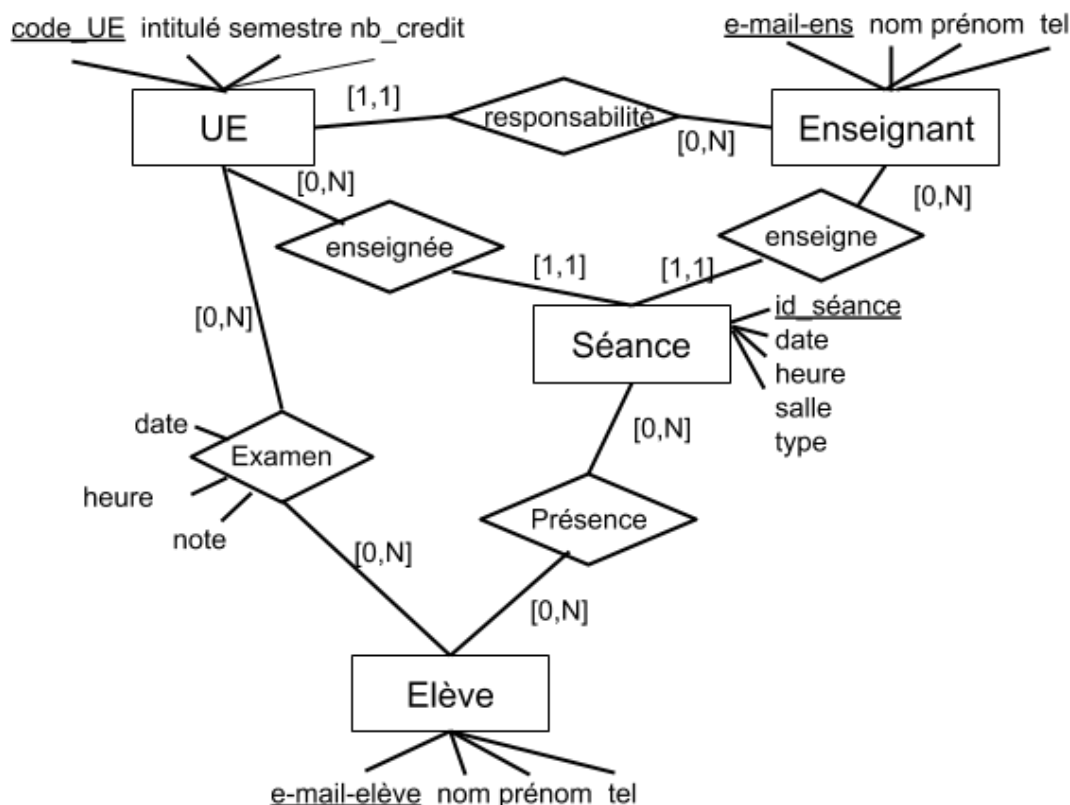 code_UE intitulé semestre nb_credit
e-mail-ens nom prénom tel
[1,1]
UE
responsabilité
Enseignant
[0,N]
[0,N]
[0,N]
enseignée
enseigne
[1,1]
[1,1]
id_séance
[0,N]
Séance
date
heure
salle
date
[0,N]
type
Examen
heure
Présence
note
[0,N]
[0,N]
Elève
e-mail-elève nom prénom tel